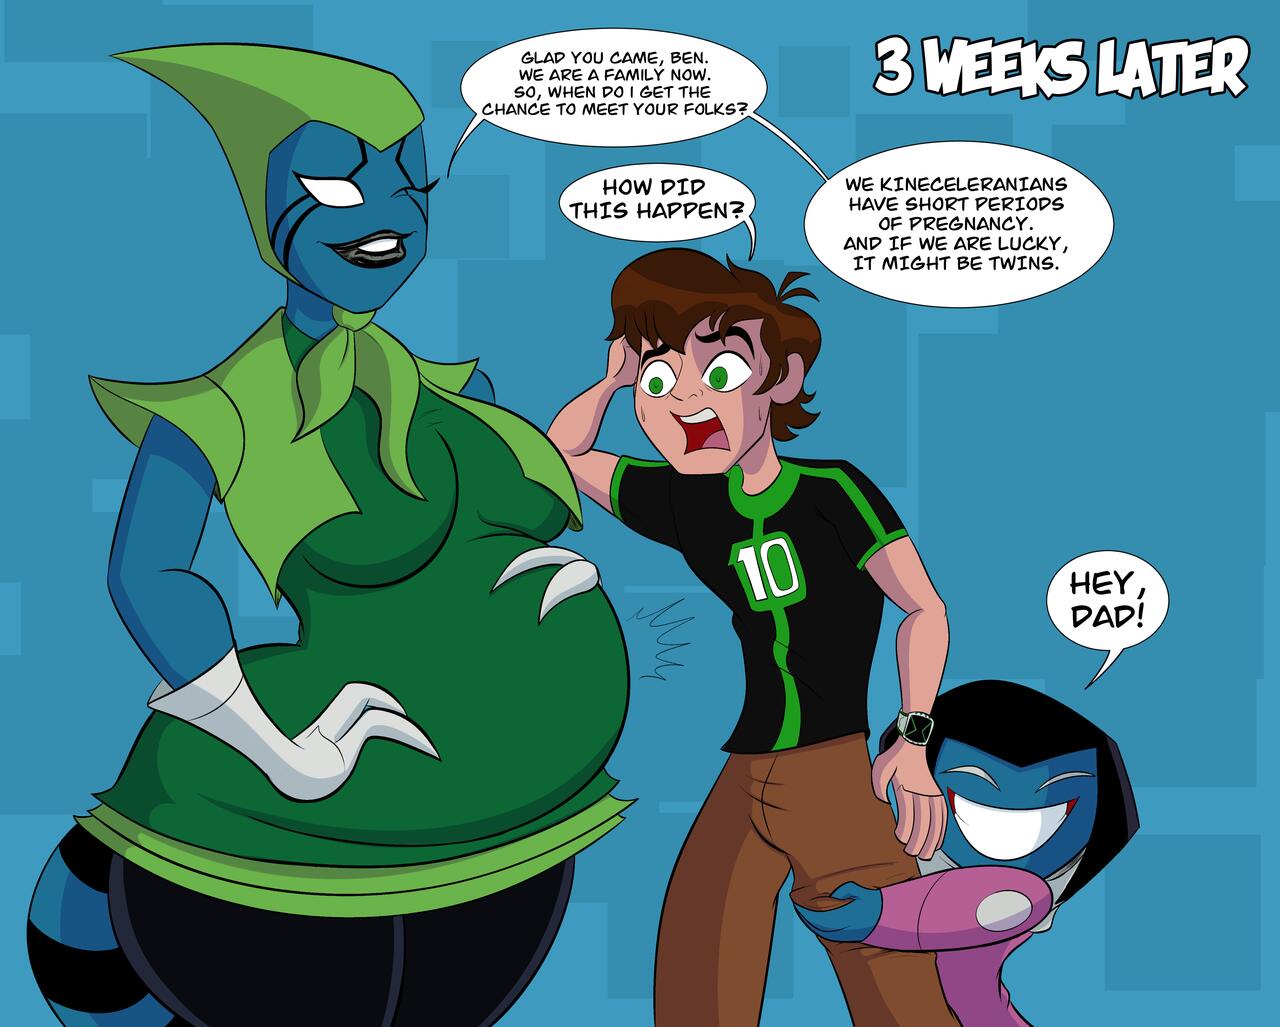 3 WEEKS LATER
GLAD YOU CAME, BEN.
WE ARE A FAMILY NOW.
SO, WHEN DO I GET THE
CHANCE TO MEET YOUR FOLKS?
HOW DID
THIS HAPPEN?
WE KINECELERANIANS
HAVE SHORT PERIODS
OF PREGNANCY.
AND IF WE ARE LUCKY,
IT MIGHT BE TWINS.
10
HEY,
DAD!